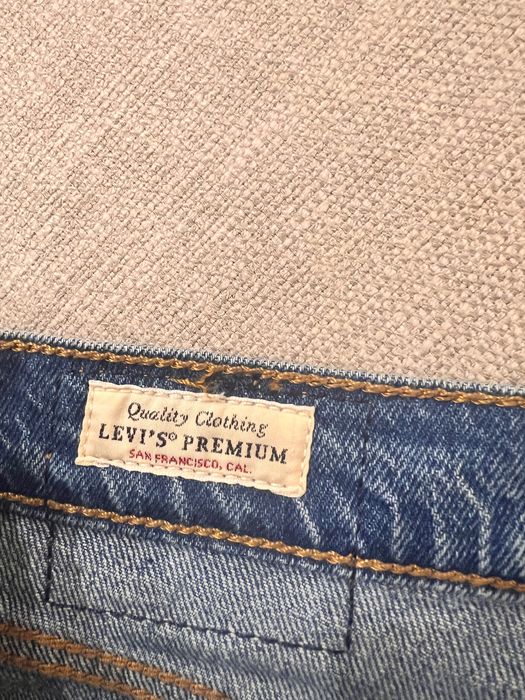 Quality Clothing
LEVI'S® PREMIUM
SAN FRANCISCO, CAL.